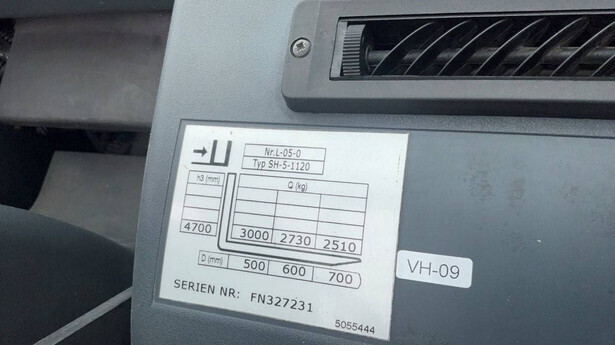 Nr.L-05-0
Typ SH-5-1120
h3 (mm)
Q (kg)
4700
3000 2730 2510
D (mm) 500 600 700
SERIEN NR: FN327231
5055444
VH-09